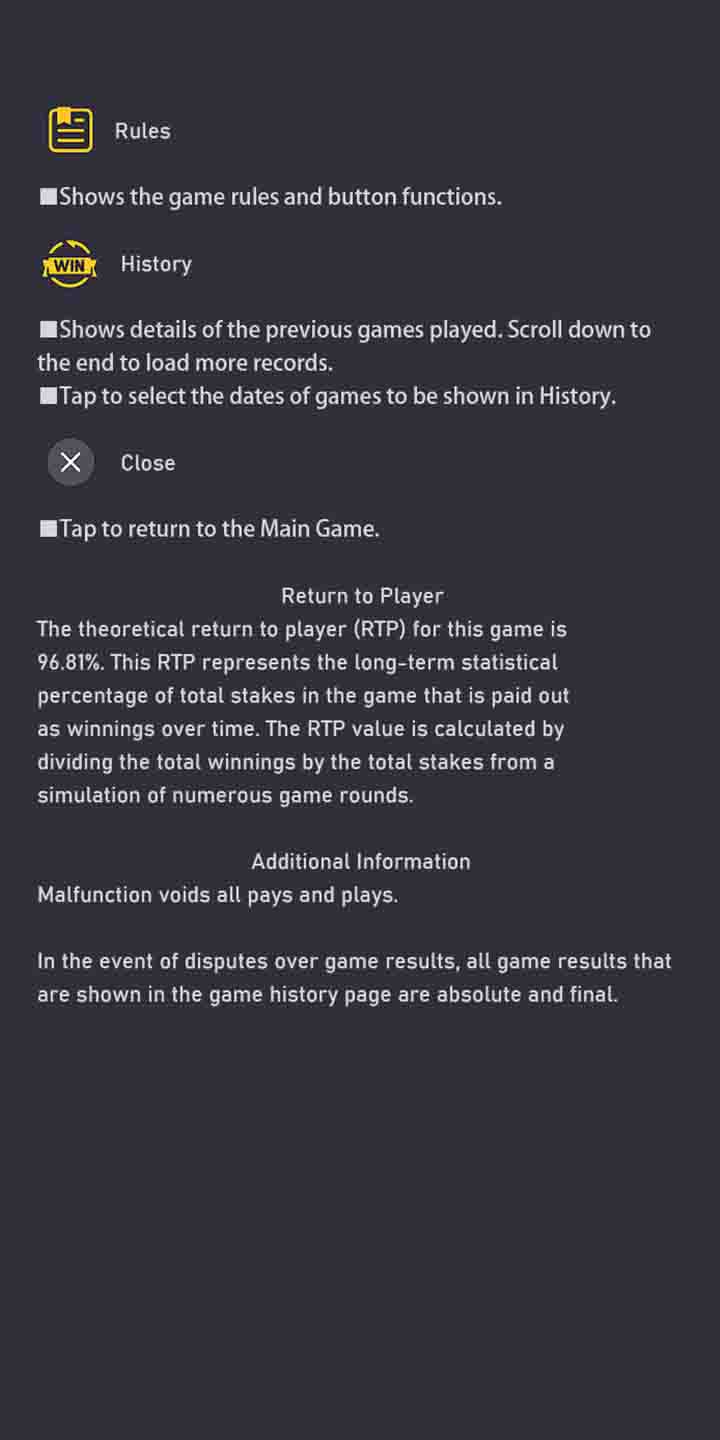 Rules
■Shows the game rules and button functions.
WIN
History
■Shows details of the previous games played. Scroll down to
the end to load more records.
■Tap to select the dates of games to be shown in History.
Close
■Tap to return to the Main Game.
Return to Player
The theoretical return to player (RTP) for this game is
96.81%. This RTP represents the long-term statistical
percentage of total stakes in the game that is paid out
as winnings over time. The RTP value is calculated by
dividing the total winnings by the total stakes from a
simulation of numerous game rounds.
Additional Information
Malfunction voids all pays and plays.
In the event of disputes over game results, all game results that
are shown in the game history page are absolute and final.